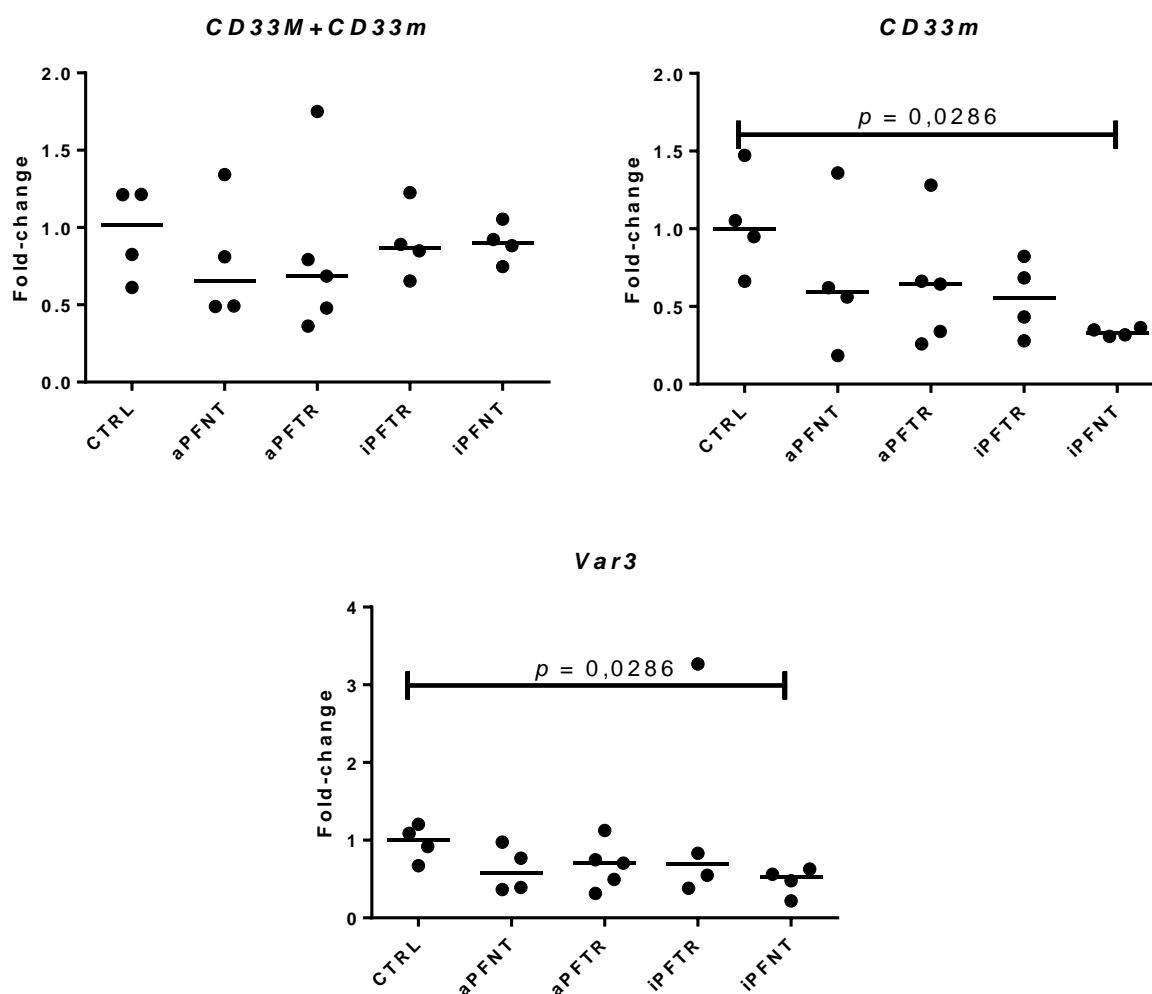 CD33M+CD33m
Fold-change
2.0
1.5
1.0
0.5
0.0
CTRL
aPFNT
aPFTR
iPFTR
iPFNT
CD33m
Fold-change
2.0
1.5
1.0
0.5
0.0
p = 0,0286
CTRL
aPFNT
aPFTR
iPFTR
iPFNT
Var3
Fold-change
4
3
2
1
0
p = 0,0286
CTRL
aPFNT
aPFTR
iPFTR
iPFNT